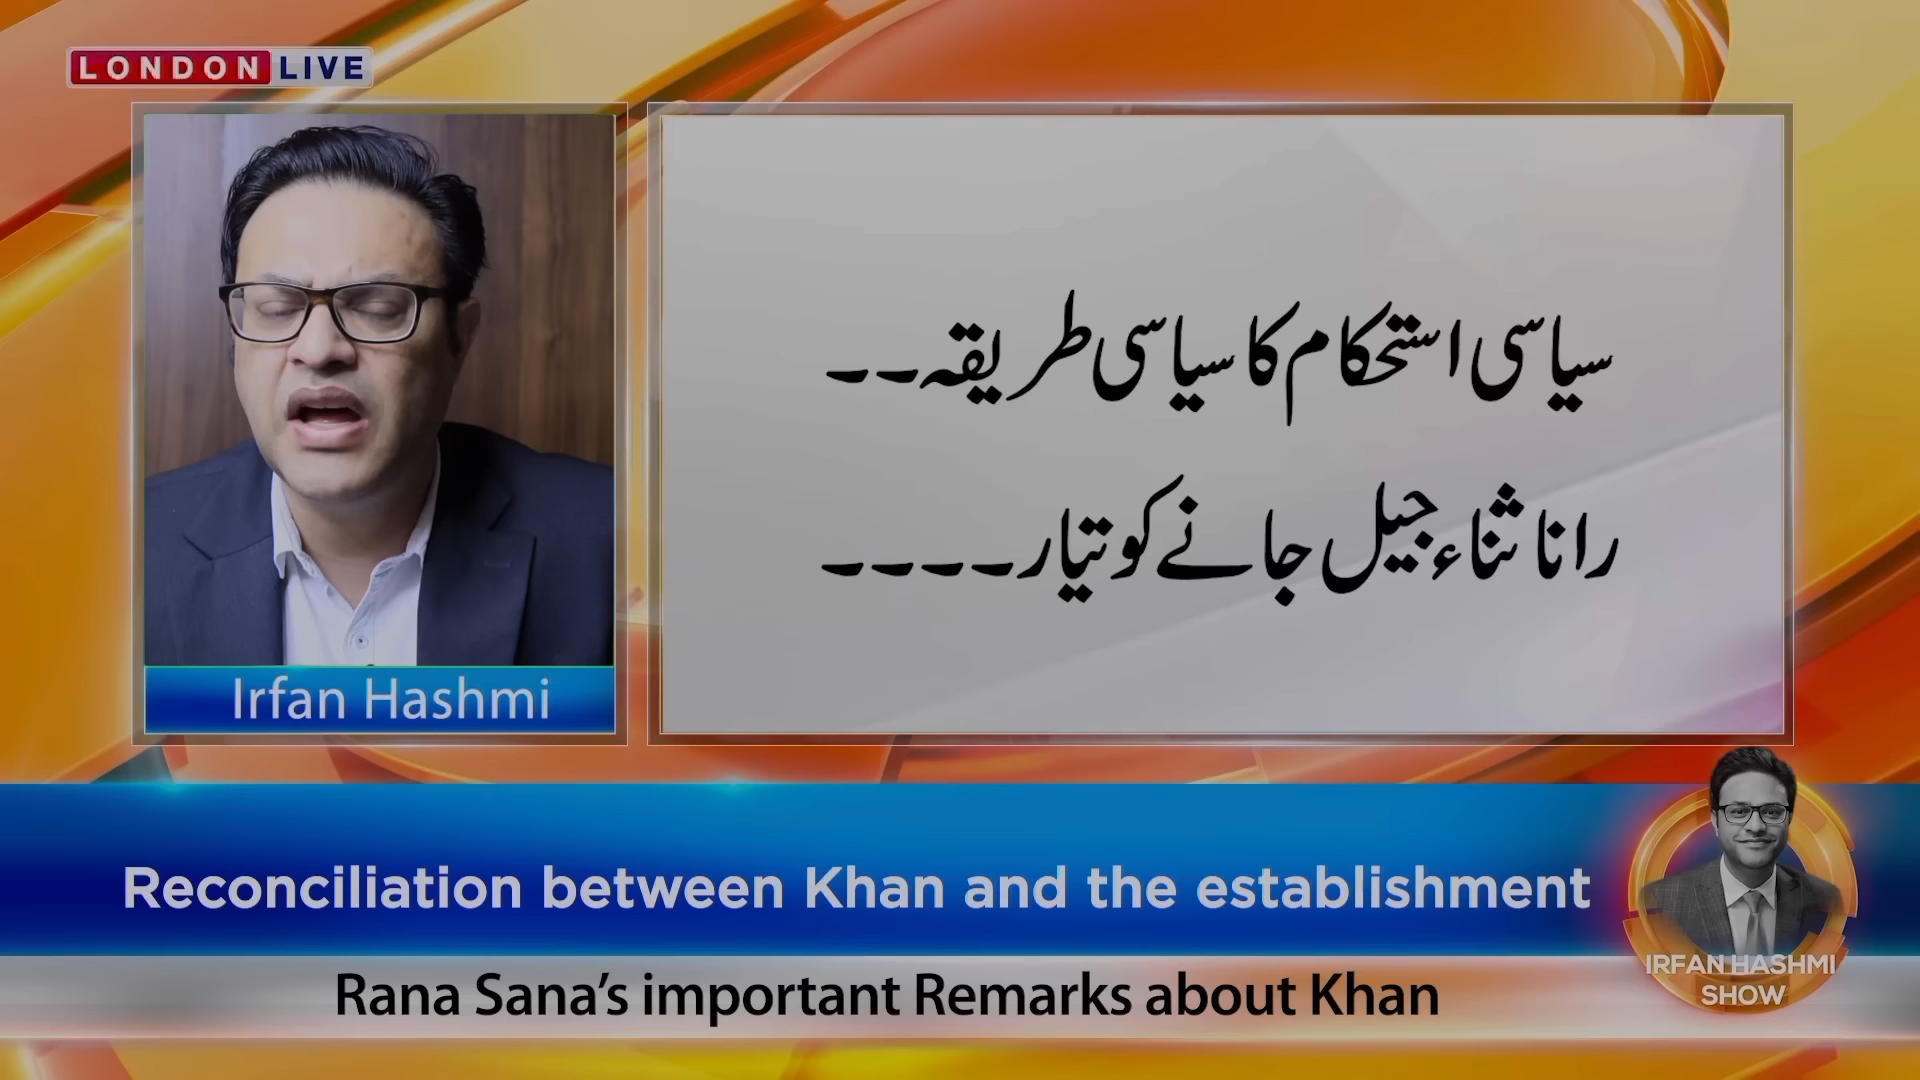 LONDON LIVE
سیاسی استحکام کا سیاسی طریقہ۔۔
رانا ثناء جیل جانے کو تیار۔۔۔۔
Irfan Hashmi
Reconciliation between Khan and the establishment
Rana Sana’s important Remarks about Khan
IRFAN HASHMI
SHOW